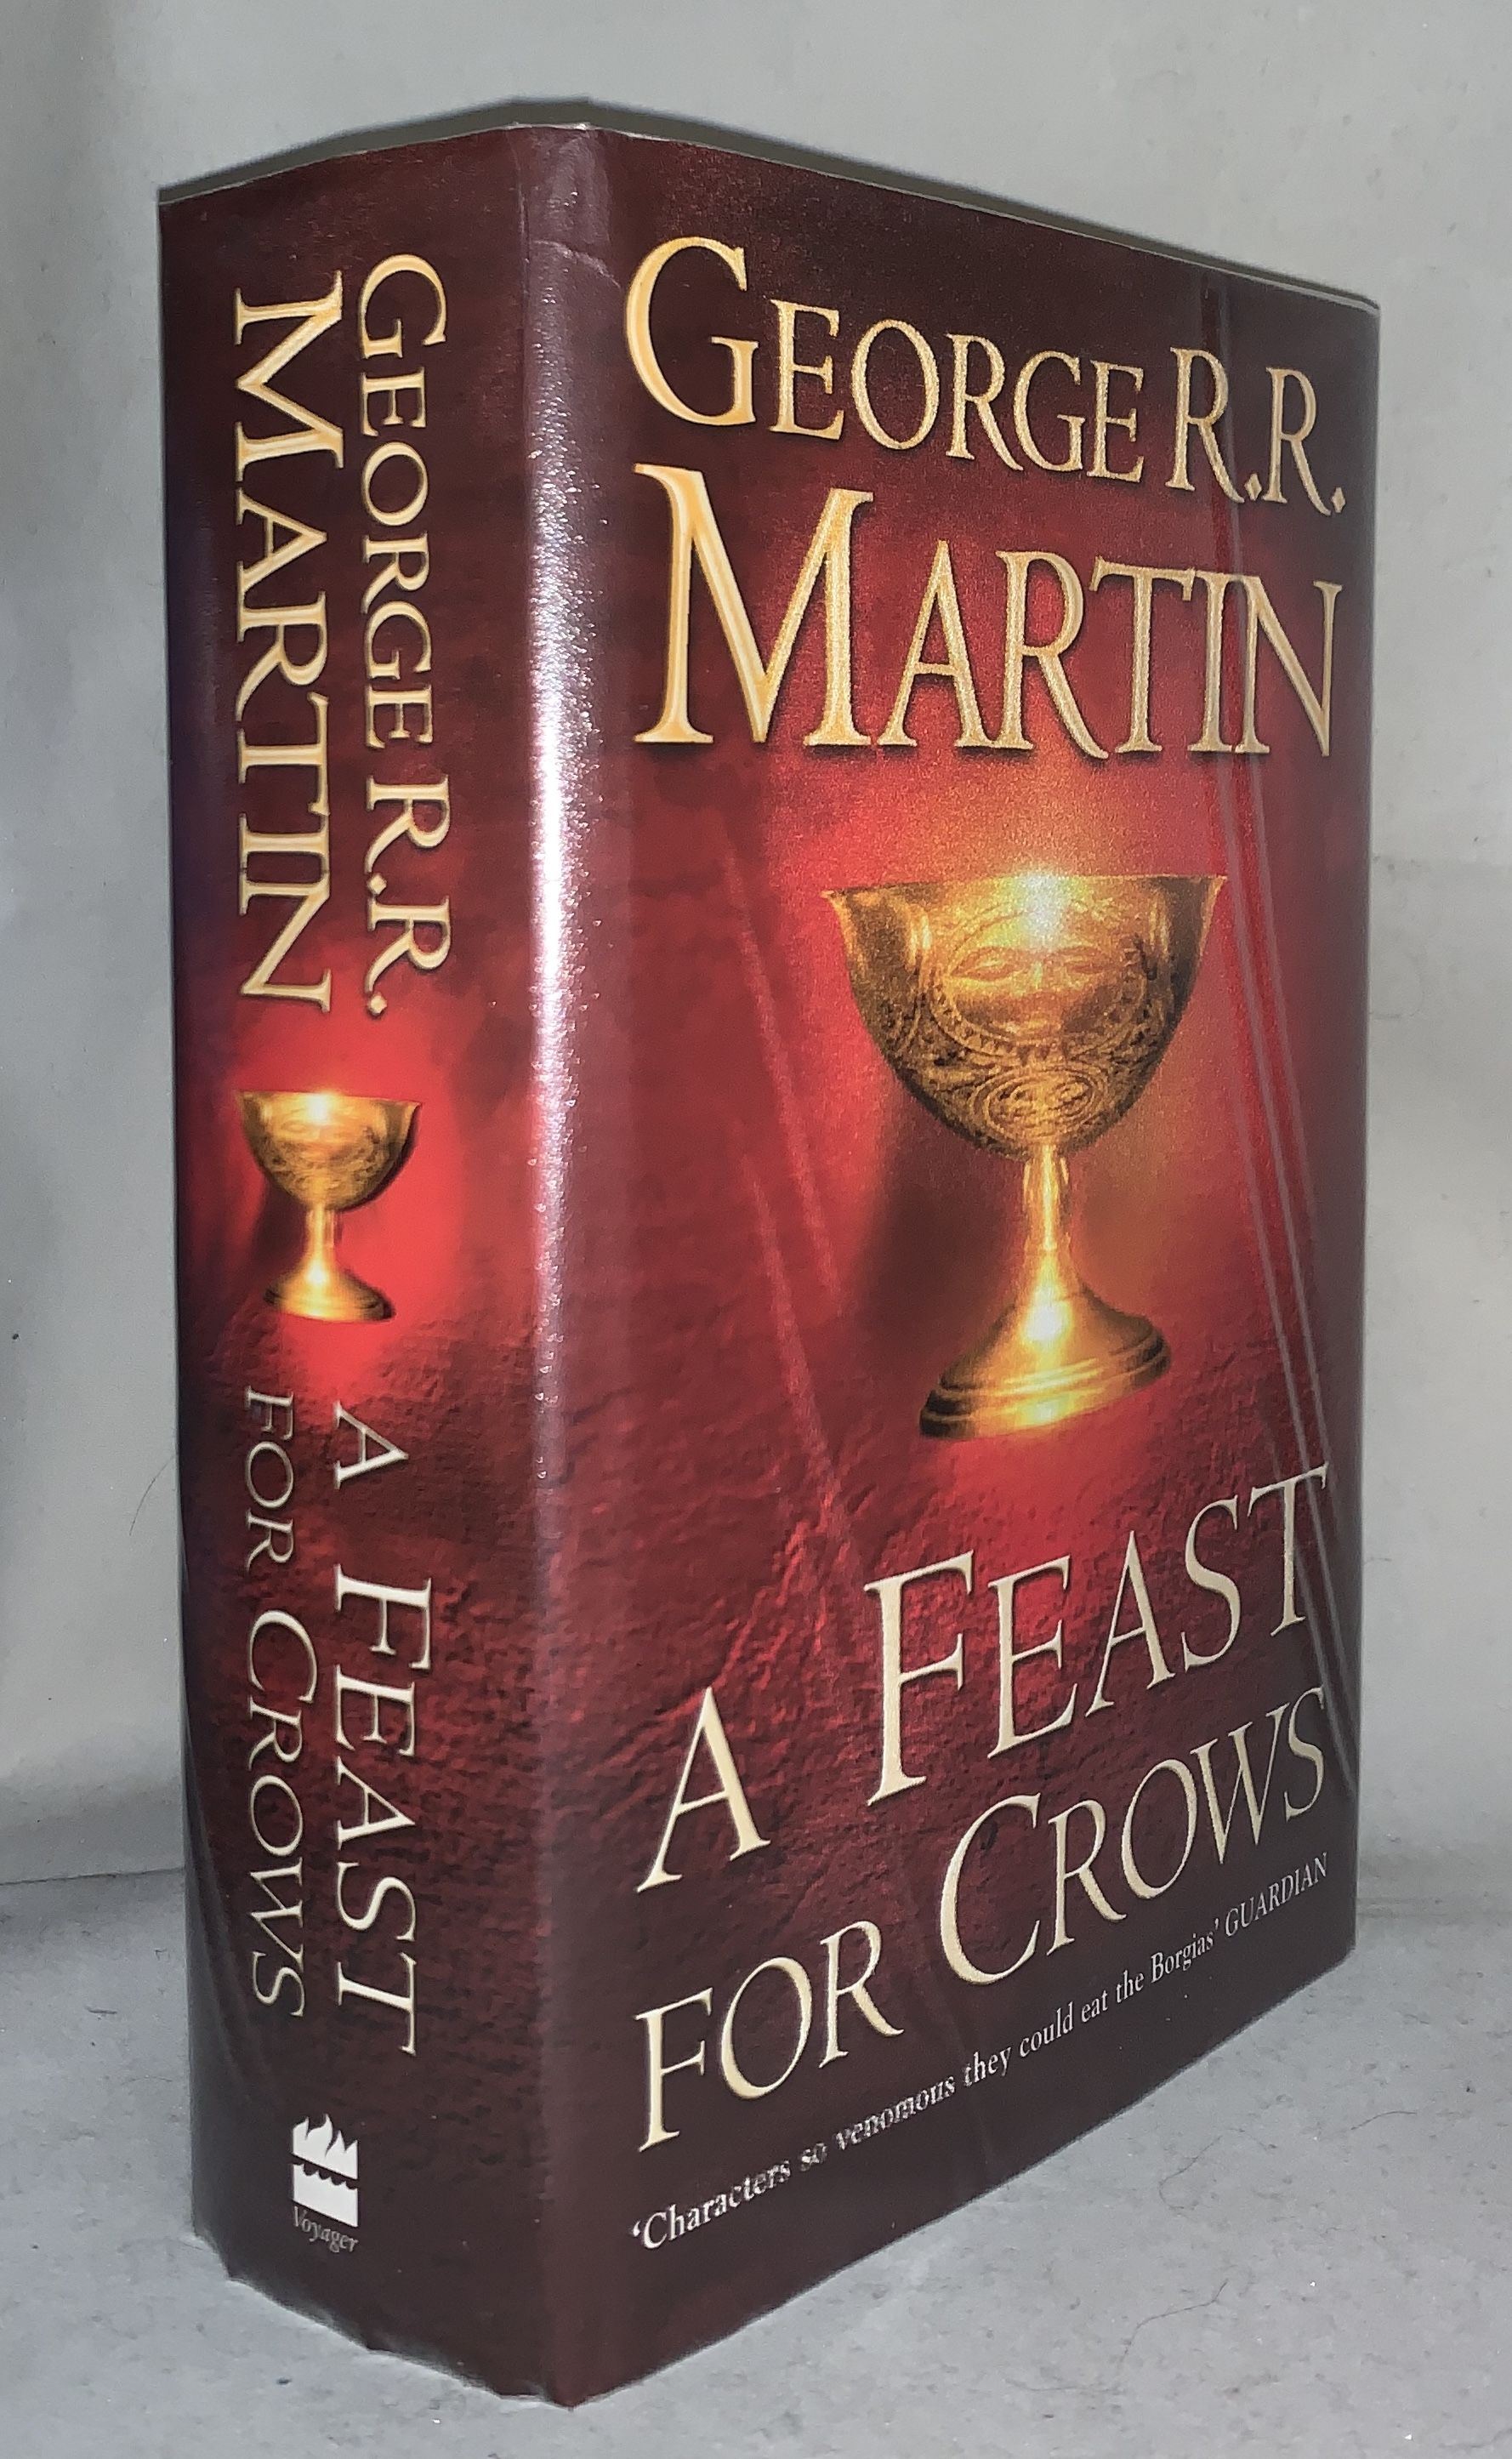 GEORGE R.R.
MARTIN
A FEAST
FOR CROWS
Voyager
GEORGE R.R.
MARTIN
A FEAST
FOR CROWS
‘Characters so venomous they could eat the Borgias’ GUARDIAN